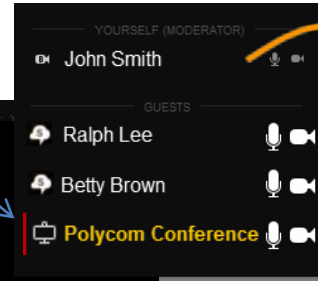 YOURSELF (MODERATOR)
John Smith
GUESTS
Ralph Lee
Betty Brown
Polycom Conference